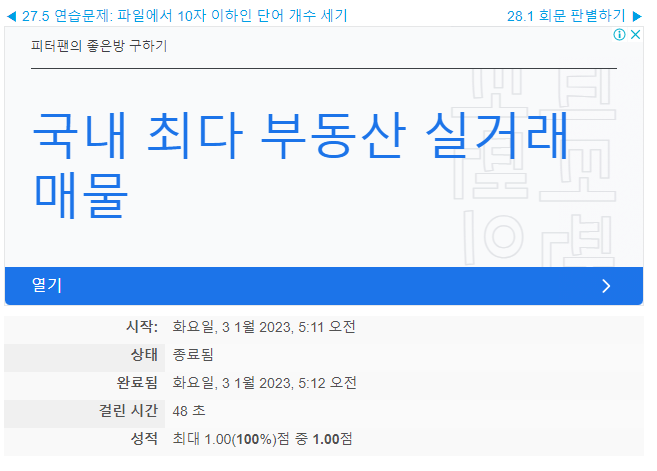 ◀ 27.5 연습문제: 파일에서 10자 이하인 단어 개수 세기 28.1 회문 판별하기 ▶
피터팬의 좋은방 구하기
국내 최다 부동산 실거래
매물
피터팬의
열기
시작: 화요일, 3 1월 2023, 5:11 오전
상태 종료됨
완료됨 화요일, 3 1월 2023, 5:12 오전
걸린 시간 48 초
성적 최대 1.00(100%)점 중 1.00점